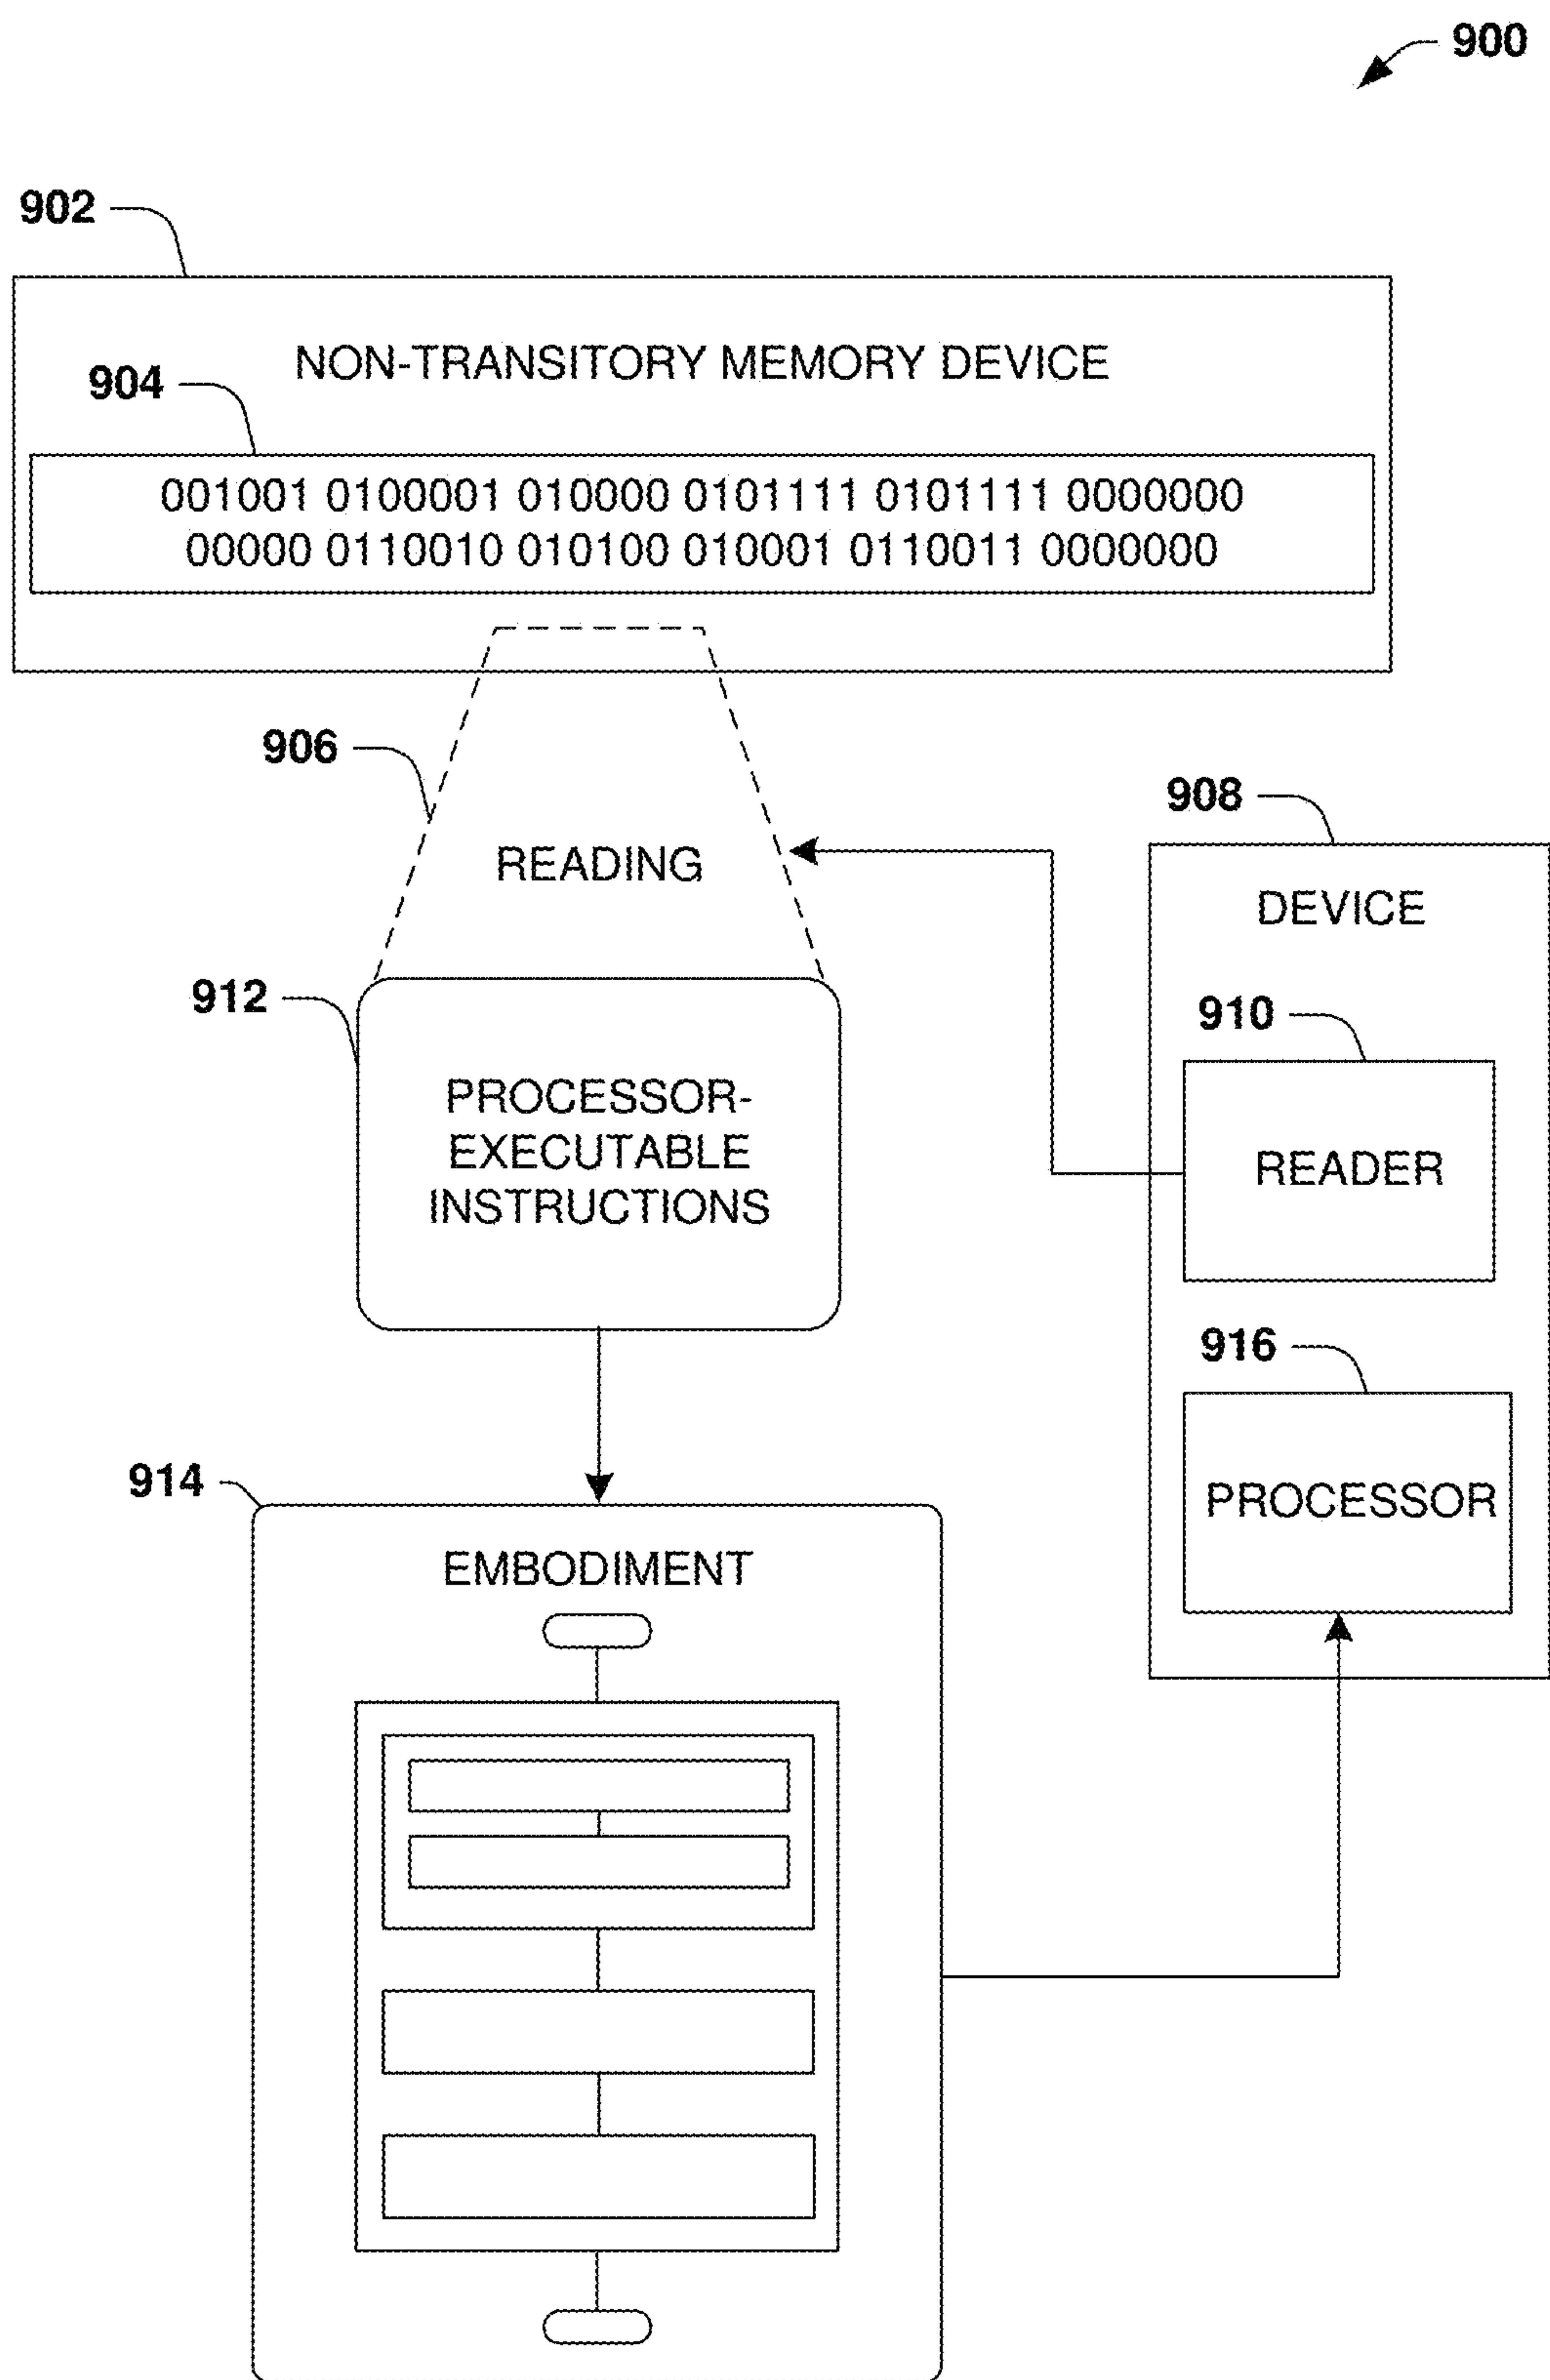 900
902
NON-TRANSITORY MEMORY DEVICE
904
001001 0100001 010000 0101111 0101111 0000000
00000 0110010 010100 010001 0110011 0000000
906
READING
908
DEVICE
910
READER
912
PROCESSOR-
EXECUTABLE
INSTRUCTIONS
916
PROCESSOR
914
EMBODIMENT